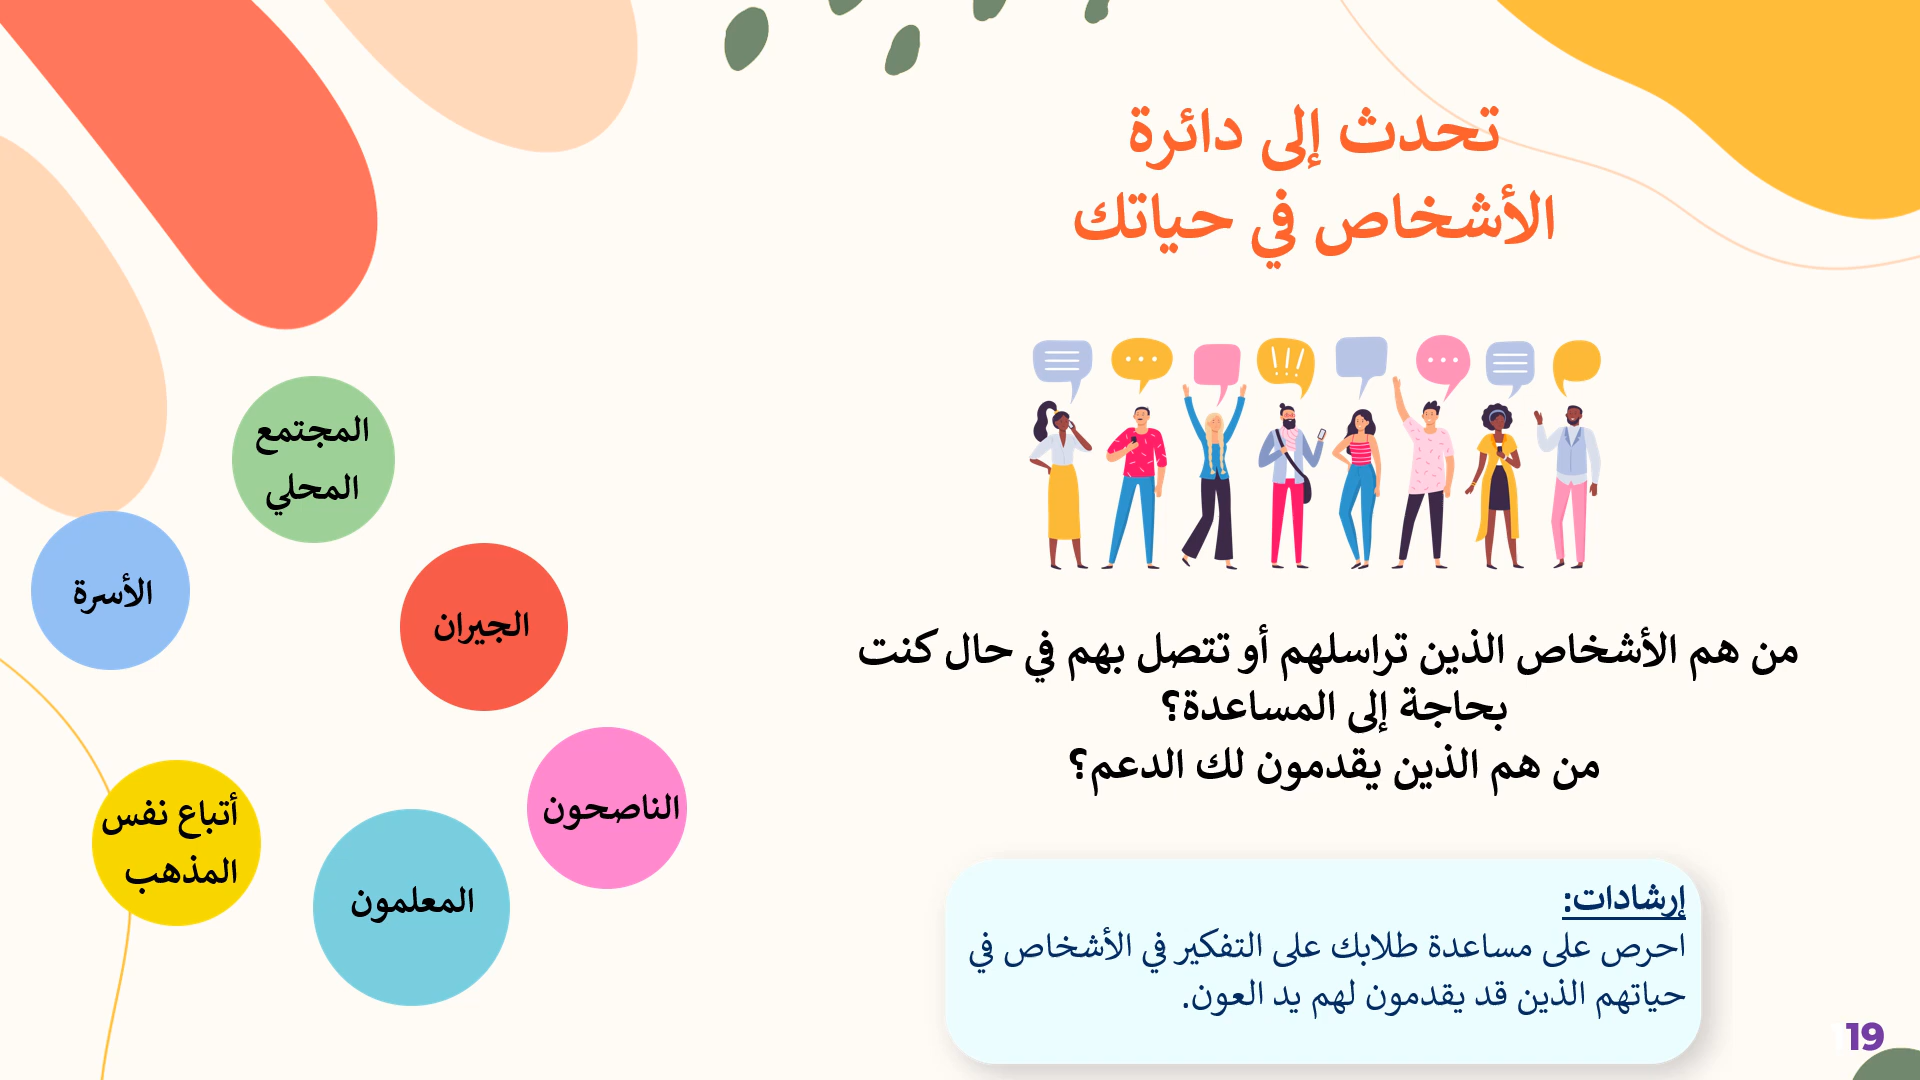 تحدث إلى دائرة
الأشخاص في حياتك
من هم الأشخاص الذين تراسلهم أو تتصل بهم في حال كنت
بحاجة إلى المساعدة؟
من هم الذين يقدمون لك الدعم؟
إرشادات:
احرص على مساعدة طلابك على التفكير في الأشخاص في
حياتهم الذين قد يقدمون لهم يد العون.
المجتمع
المحلي
الأسرة
الجيران
الناصحون
أتباع نفس
المذهب
المعلمون
19